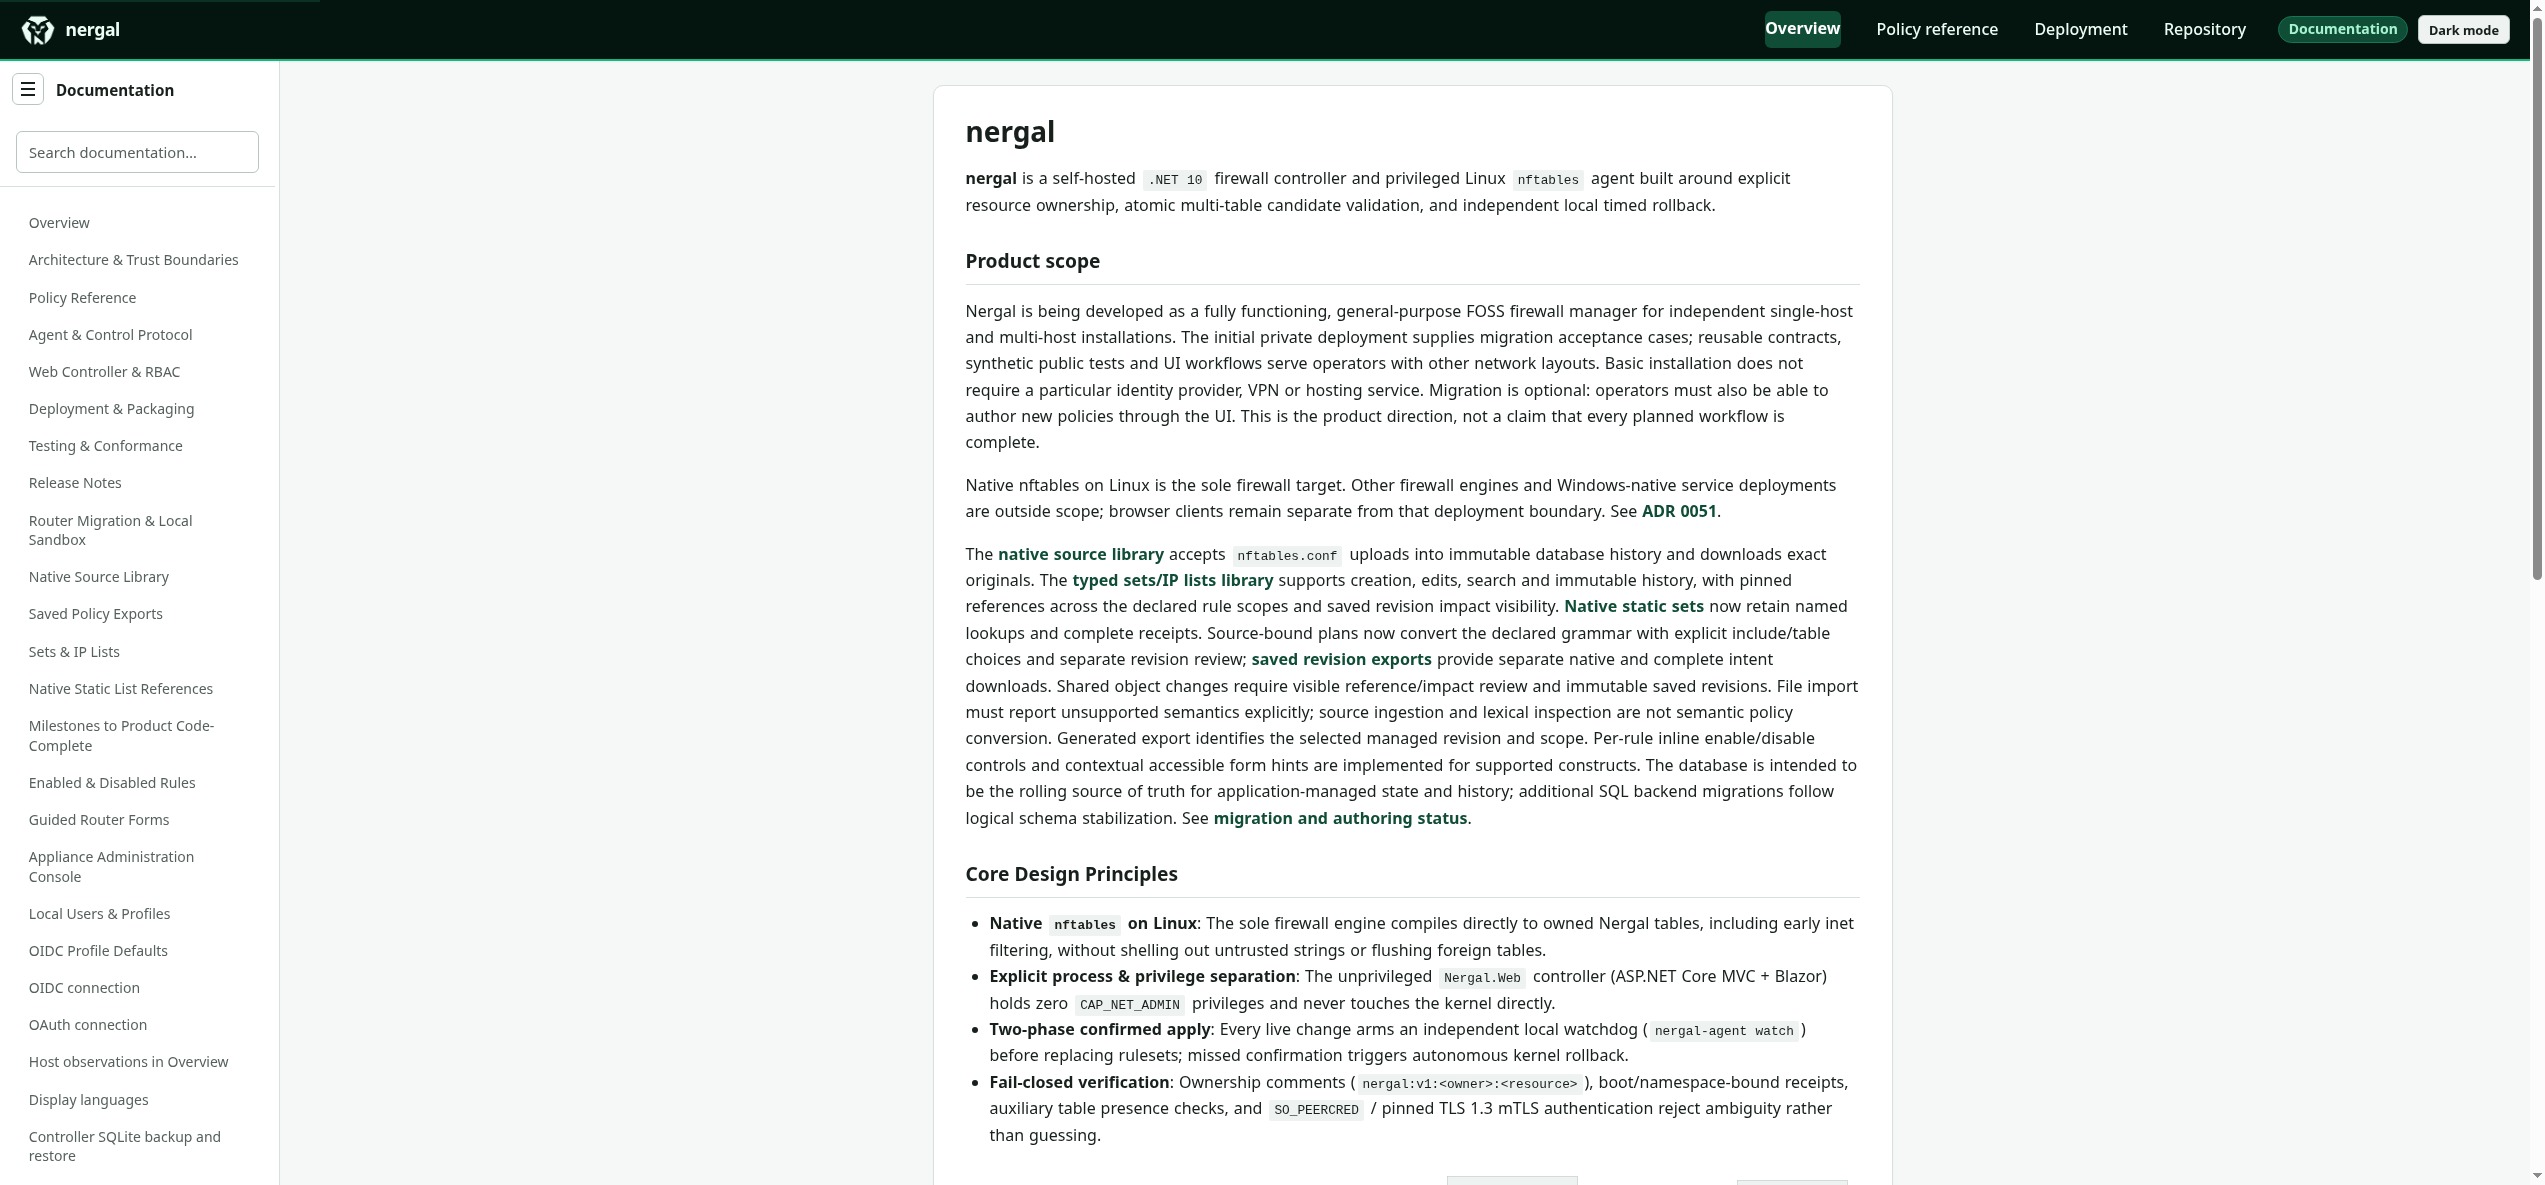 nergal
Overview
Policy reference
Deployment
Repository
Documentation
Dark mode
Documentation
Search documentation...
Overview
Architecture & Trust Boundaries
Policy Reference
Agent & Control Protocol
Web Controller & RBAC
Deployment & Packaging
Testing & Conformance
Release Notes
Router Migration & Local
Sandbox
Native Source Library
Saved Policy Exports
Sets & IP Lists
Native Static List References
Milestones to Product Code-
Complete
Enabled & Disabled Rules
Guided Router Forms
Appliance Administration
Console
Local Users & Profiles
OIDC Profile Defaults
OIDC connection
OAuth connection
Host observations in Overview
Display languages
Controller SQLite backup and
restore
nergal
nergal is a self-hosted .NET 10 firewall controller and privileged Linux nftables agent built around explicit
resource ownership, atomic multi-table candidate validation, and independent local timed rollback.
Product scope
Nergal is being developed as a fully functioning, general-purpose FOSS firewall manager for independent single-host
and multi-host installations. The initial private deployment supplies migration acceptance cases; reusable contracts,
synthetic public tests and UI workflows serve operators with other network layouts. Basic installation does not
require a particular identity provider, VPN or hosting service. Migration is optional: operators must also be able to
author new policies through the UI. This is the product direction, not a claim that every planned workflow is
complete.
Native nftables on Linux is the sole firewall target. Other firewall engines and Windows-native service deployments
are outside scope; browser clients remain separate from that deployment boundary. See ADR 0051.
The native source library accepts nftables.conf uploads into immutable database history and downloads exact
originals. The typed sets/IP lists library supports creation, edits, search and immutable history, with pinned
references across the declared rule scopes and saved revision impact visibility. Native static sets now retain named
lookups and complete receipts. Source-bound plans now convert the declared grammar with explicit include/table
choices and separate revision review; saved revision exports provide separate native and complete intent
downloads. Shared object changes require visible reference/impact review and immutable saved revisions. File import
must report unsupported semantics explicitly; source ingestion and lexical inspection are not semantic policy
conversion. Generated export identifies the selected managed revision and scope. Per-rule inline enable/disable
controls and contextual accessible form hints are implemented for supported constructs. The database is intended to
be the rolling source of truth for application-managed state and history; additional SQL backend migrations follow
logical schema stabilization. See migration and authoring status.
Core Design Principles
• Native nftables on Linux: The sole firewall engine compiles directly to owned Nergal tables, including early inet
filtering, without shelling out untrusted strings or flushing foreign tables.
• Explicit process & privilege separation: The unprivileged Nergal.Web controller (ASP.NET Core MVC + Blazor)
holds zero CAP_NET_ADMIN privileges and never touches the kernel directly.
• Two-phase confirmed apply: Every live change arms an independent local watchdog ( nergal-agent watch )
before replacing rulesets; missed confirmation triggers autonomous kernel rollback.
• Fail-closed verification: Ownership comments ( nergal:v1:<owner>:<resource> ), boot/namespace-bound receipts,
auxiliary table presence checks, and SO_PEERCRED / pinned TLS 1.3 mTLS authentication reject ambiguity rather
than guessing.